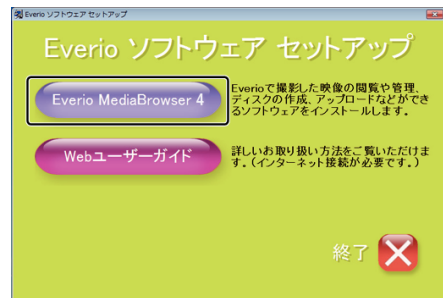 Everio ソフトウェア セットアップ
Everio ソフトウェア セットアップ
Everio MediaBrowser 4
Everioで撮影した映像の閲覧や管理、
ディスクの作成、アップロードなどができ
るソフトウェアをインストールします。
Webユーザーガイド
詳しいお取り扱い方法をご覧いただけま
す。(インターネット接続が必要です。)
終了